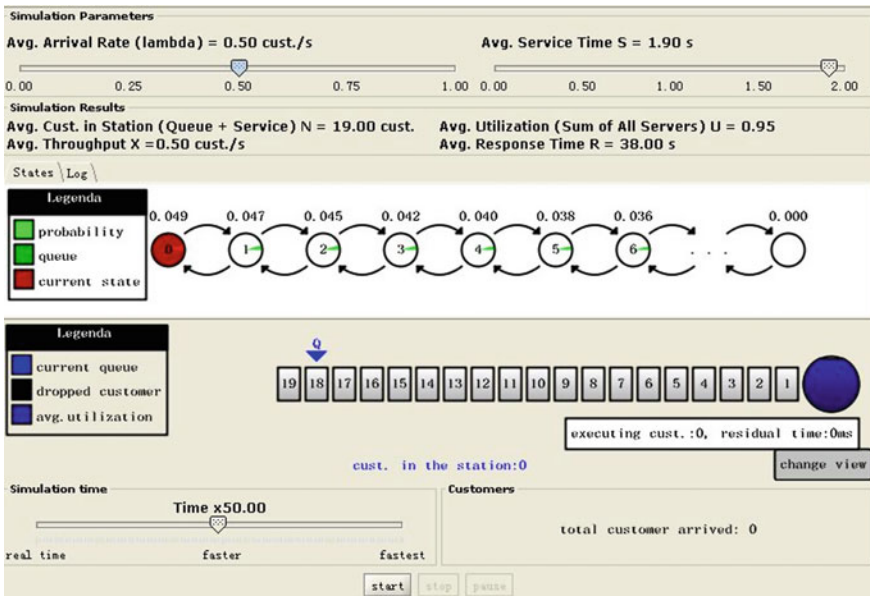 Simulation Parameters
Avg. Arrival Rate (lambda) = 0.50 cust./s
Avg. Service Time S = 1.90 s
0.00 0.25 0.50 0.75 1.00
0.00 0.50 1.00 1.50 2.00
Simulation Results
Avg. Cust. in Station (Queue + Service) N = 19.00 cust.
Avg. Utilization (Sum of All Servers) U = 0.95
Avg. Throughput X =0.50 cust./s
Avg. Response Time R = 38.00 s
States Log
Legenda
probability
queue
current state
0.049 0.047 0.045 0.042 0.040 0.038 0.036 0.000
0 1 2 3 4 5 6 . . .
Legenda
current queue
dropped customer
avg.utilization
Q
19 18 17 16 15 14 13 12 11 10 9 8 7 6 5 4 3 2 1
executing cust.:0, residual time:0ms
cust. in the station:0
change view
Simulation time
Time x50.00
real time faster fastest
Customers
total customer arrived: 0
start stop pause